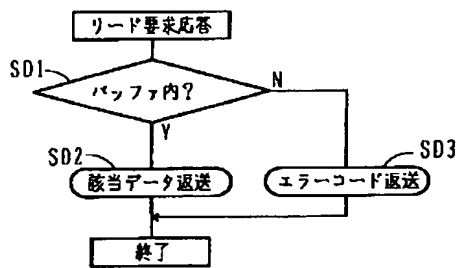 リード要求応答
SD1
バッファ内?
N
Y
SD2
SD3
該当データ返送
エラーコード返送
終了